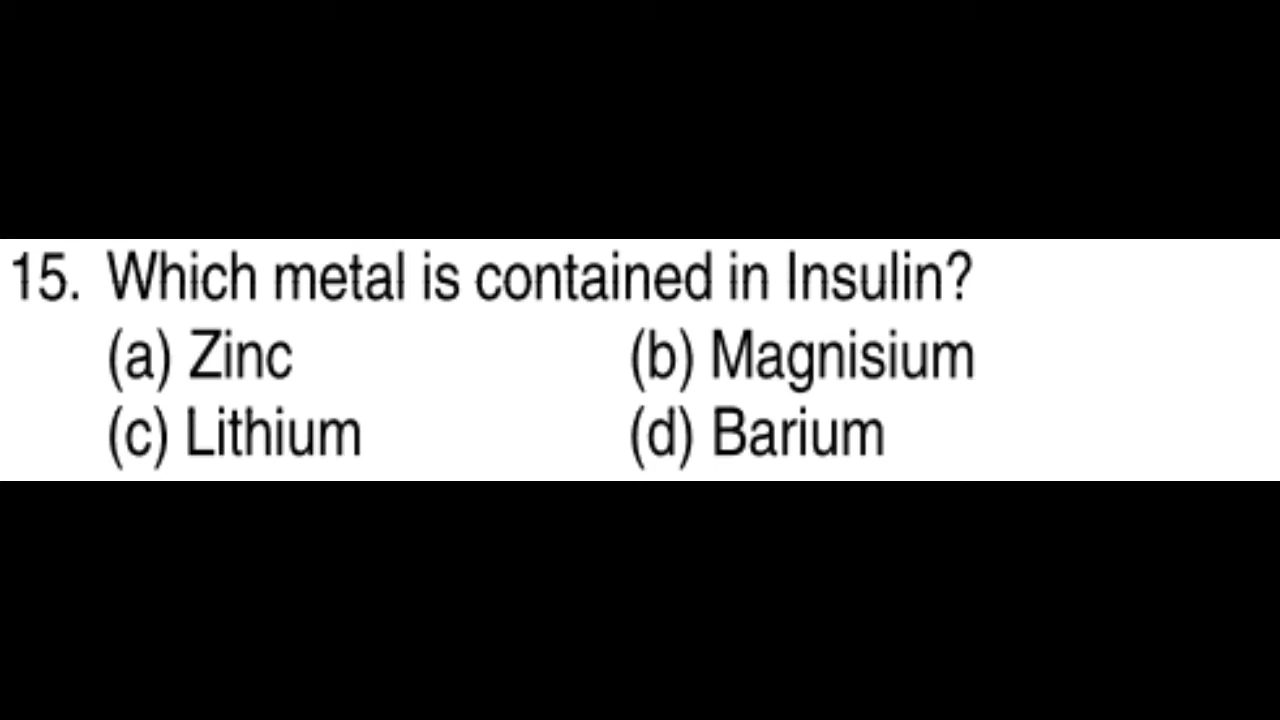 15. Which metal is contained in Insulin?
(a) Zinc (b) Magnisium
(c) Lithium (d) Barium